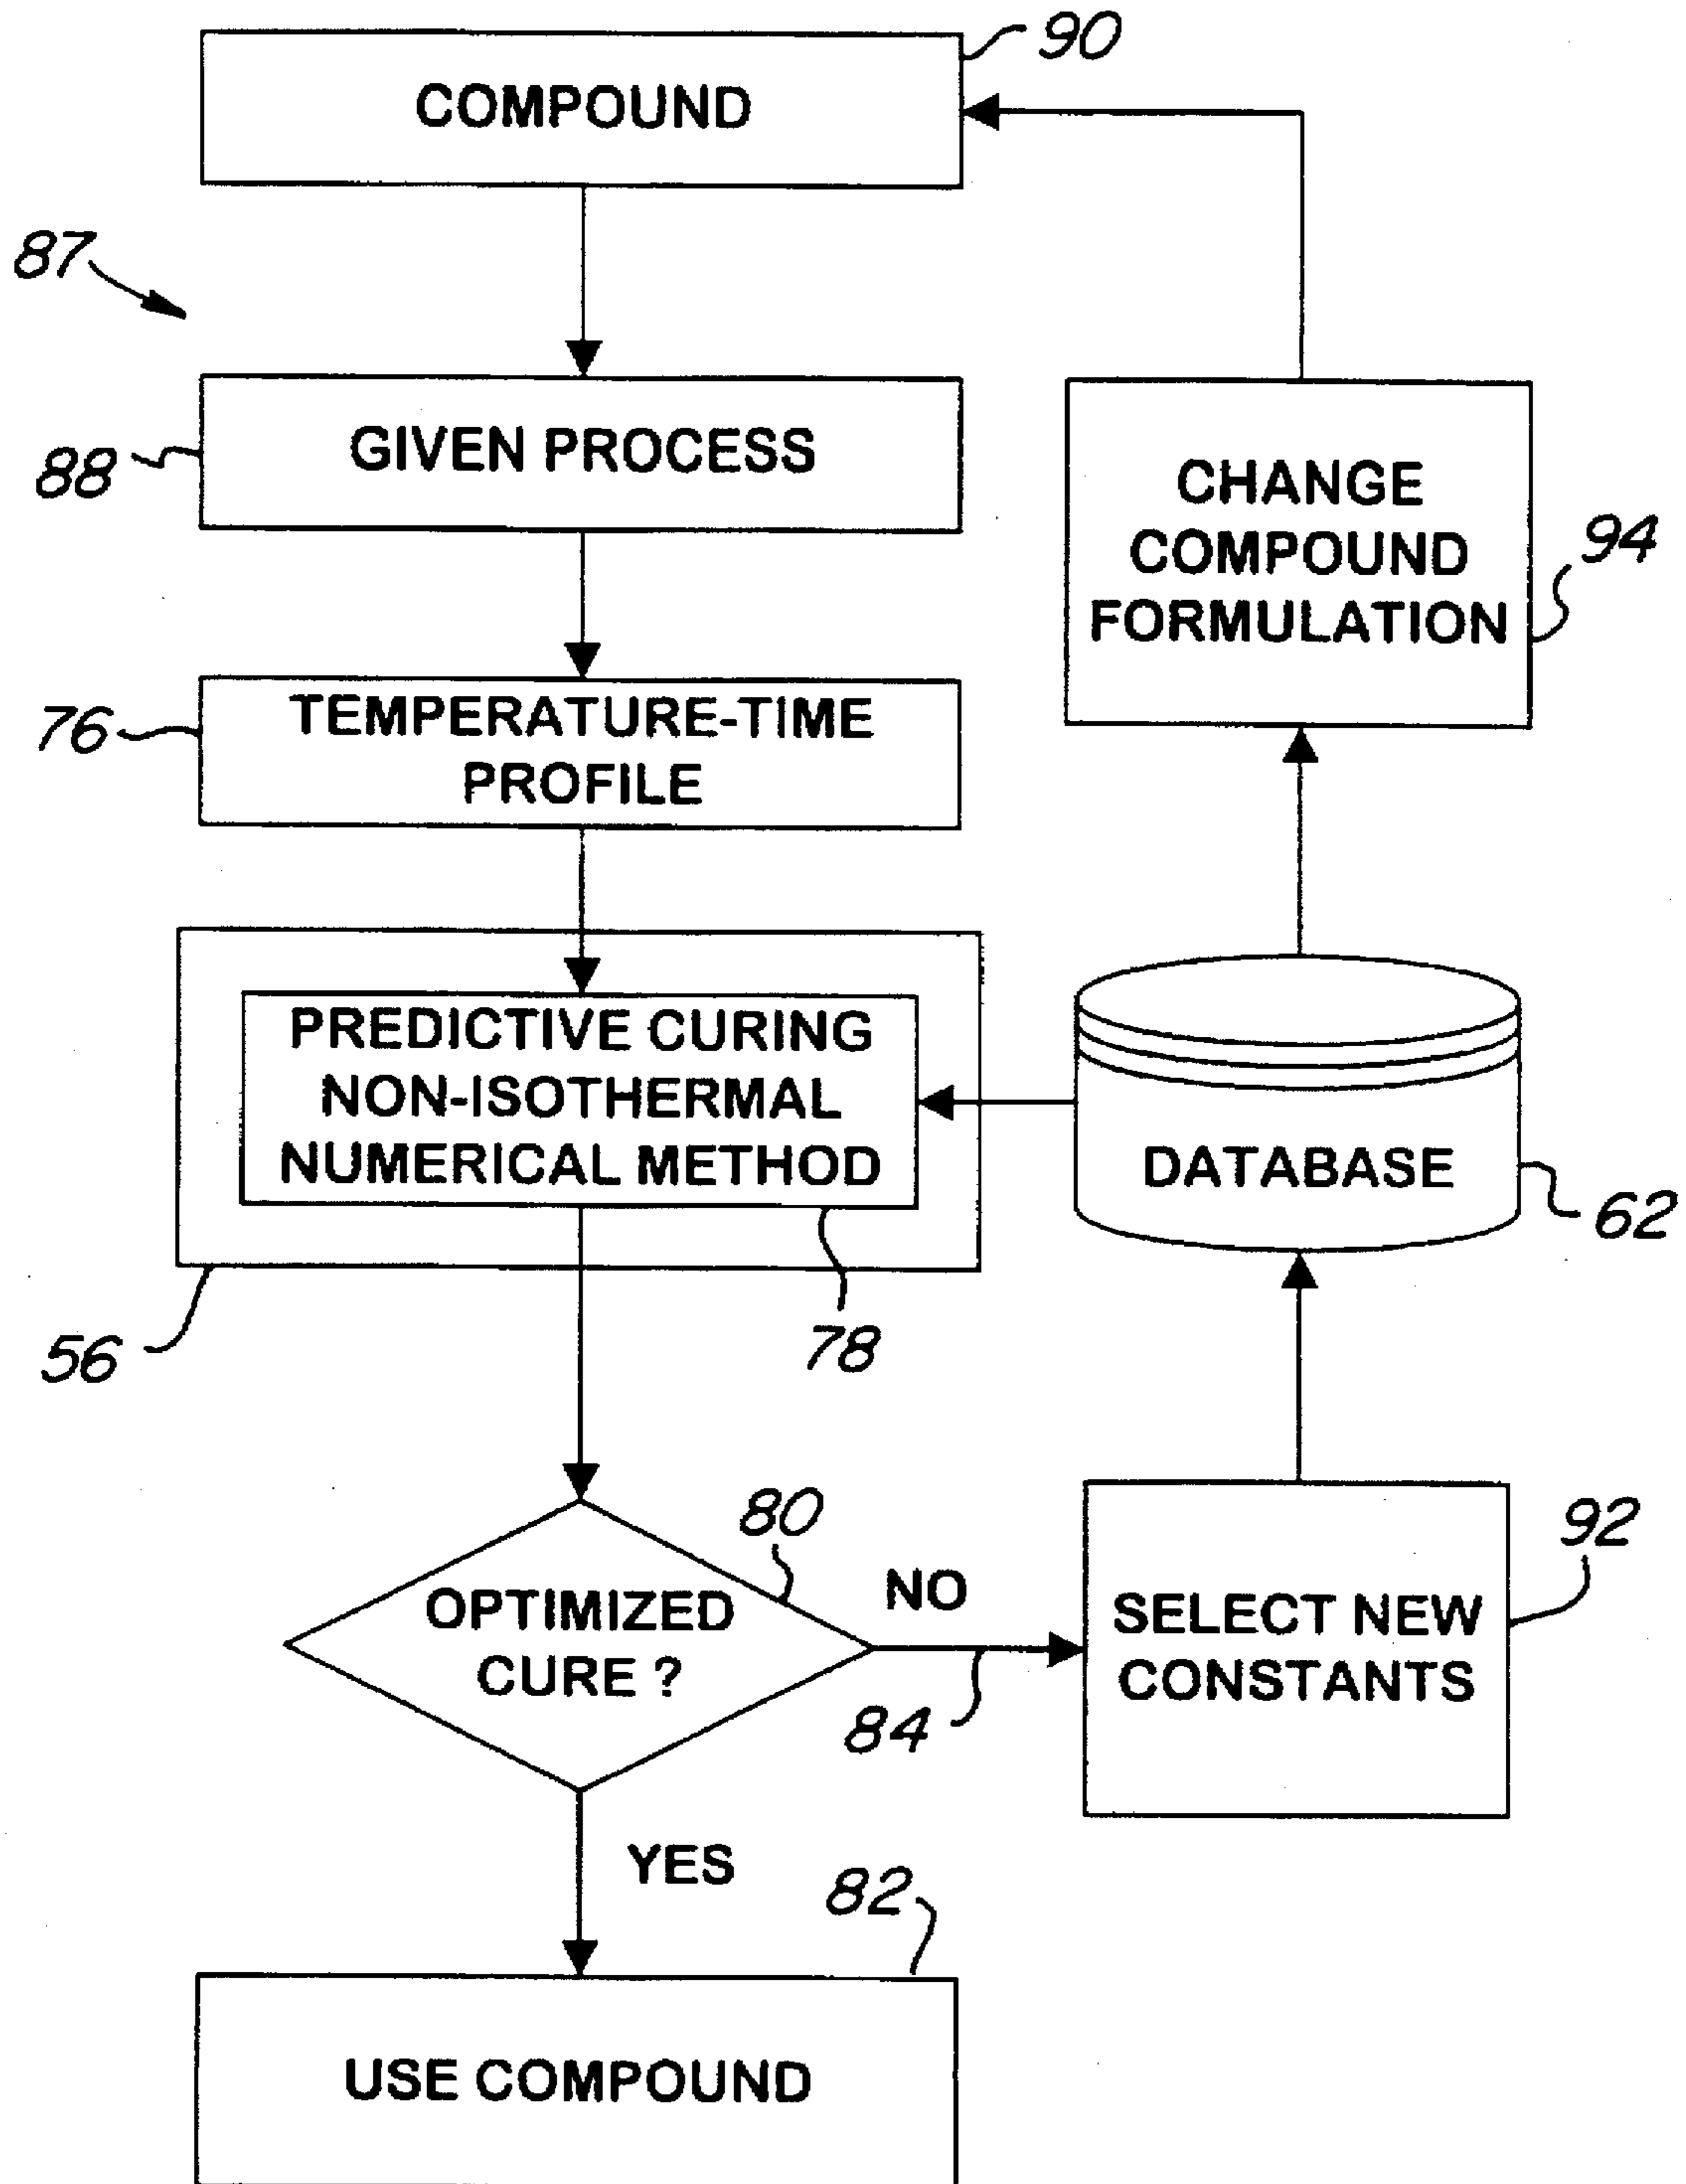 90
COMPOUND
87
GIVEN PROCESS
88
CHANGE
COMPOUND
FORMULATION
94
TEMPERATURE-TIME
PROFILE
76
PREDICTIVE CURING
NON-ISOTHERMAL
NUMERICAL METHOD
DATABASE
62
56
78
80
NO
OPTIMIZED
CURE ?
84
SELECT NEW
CONSTANTS
92
YES
82
USE COMPOUND